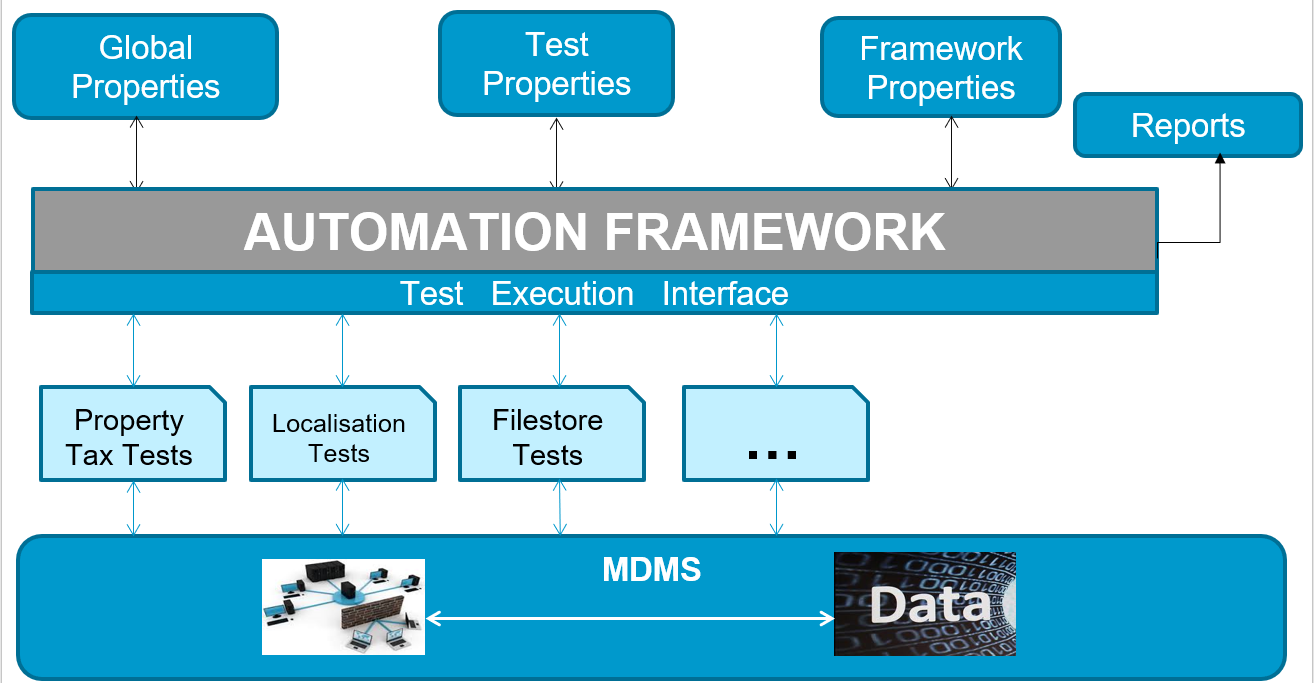 Global
Properties
Test
Properties
Framework
Properties
Reports
AUTOMATION FRAMEWORK
Test Execution Interface
Property
Tax Tests
Localisation
Tests
Filestore
Tests
...
MDMS
Data